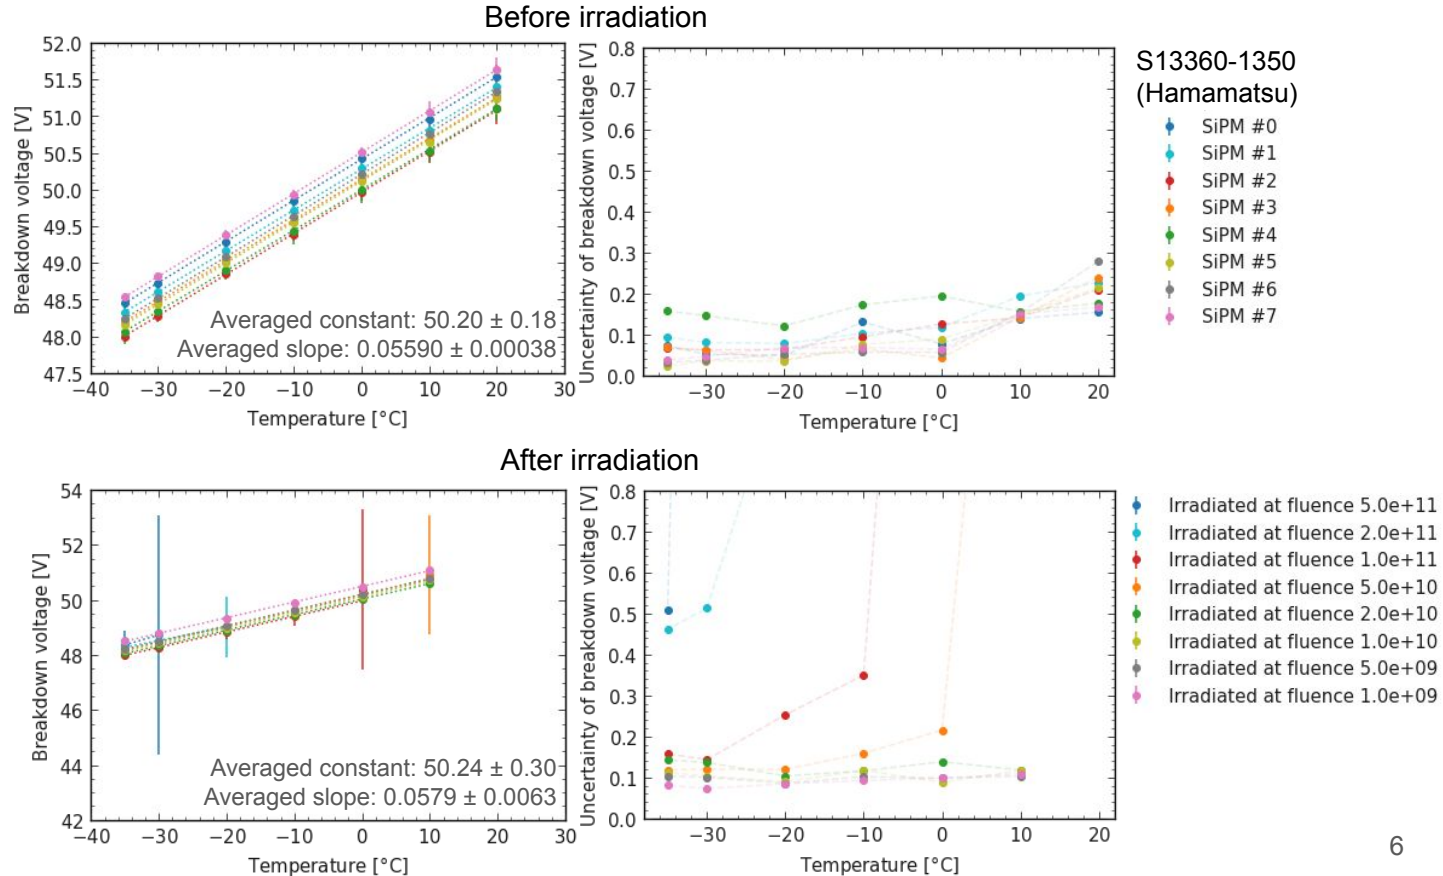 Before irradiation
52.0
51.5
51.0
50.5
50.0
49.5
49.0
48.5
48.0
47.5
Breakdown voltage [V]
Averaged constant: 50.20 ± 0.18
Averaged slope: 0.05590 ± 0.00038
−40 −30 −20 −10 0 10 20 30
Temperature [°C]
0.8
0.7
0.6
0.5
0.4
0.3
0.2
0.1
0.0
Uncertainty of breakdown voltage [V]
−30 −20 −10 0 10 20
Temperature [°C]
S13360-1350
(Hamamatsu)
SiPM #0
SiPM #1
SiPM #2
SiPM #3
SiPM #4
SiPM #5
SiPM #6
SiPM #7
After irradiation
54
52
50
48
46
44
42
Breakdown voltage [V]
Averaged constant: 50.24 ± 0.30
Averaged slope: 0.0579 ± 0.0063
−40 −30 −20 −10 0 10 20 30
Temperature [°C]
0.8
0.7
0.6
0.5
0.4
0.3
0.2
0.1
0.0
Uncertainty of breakdown voltage [V]
−30 −20 −10 0 10 20
Temperature [°C]
Irradiated at fluence 5.0e+11
Irradiated at fluence 2.0e+11
Irradiated at fluence 1.0e+11
Irradiated at fluence 5.0e+10
Irradiated at fluence 2.0e+10
Irradiated at fluence 1.0e+10
Irradiated at fluence 5.0e+09
Irradiated at fluence 1.0e+09
6